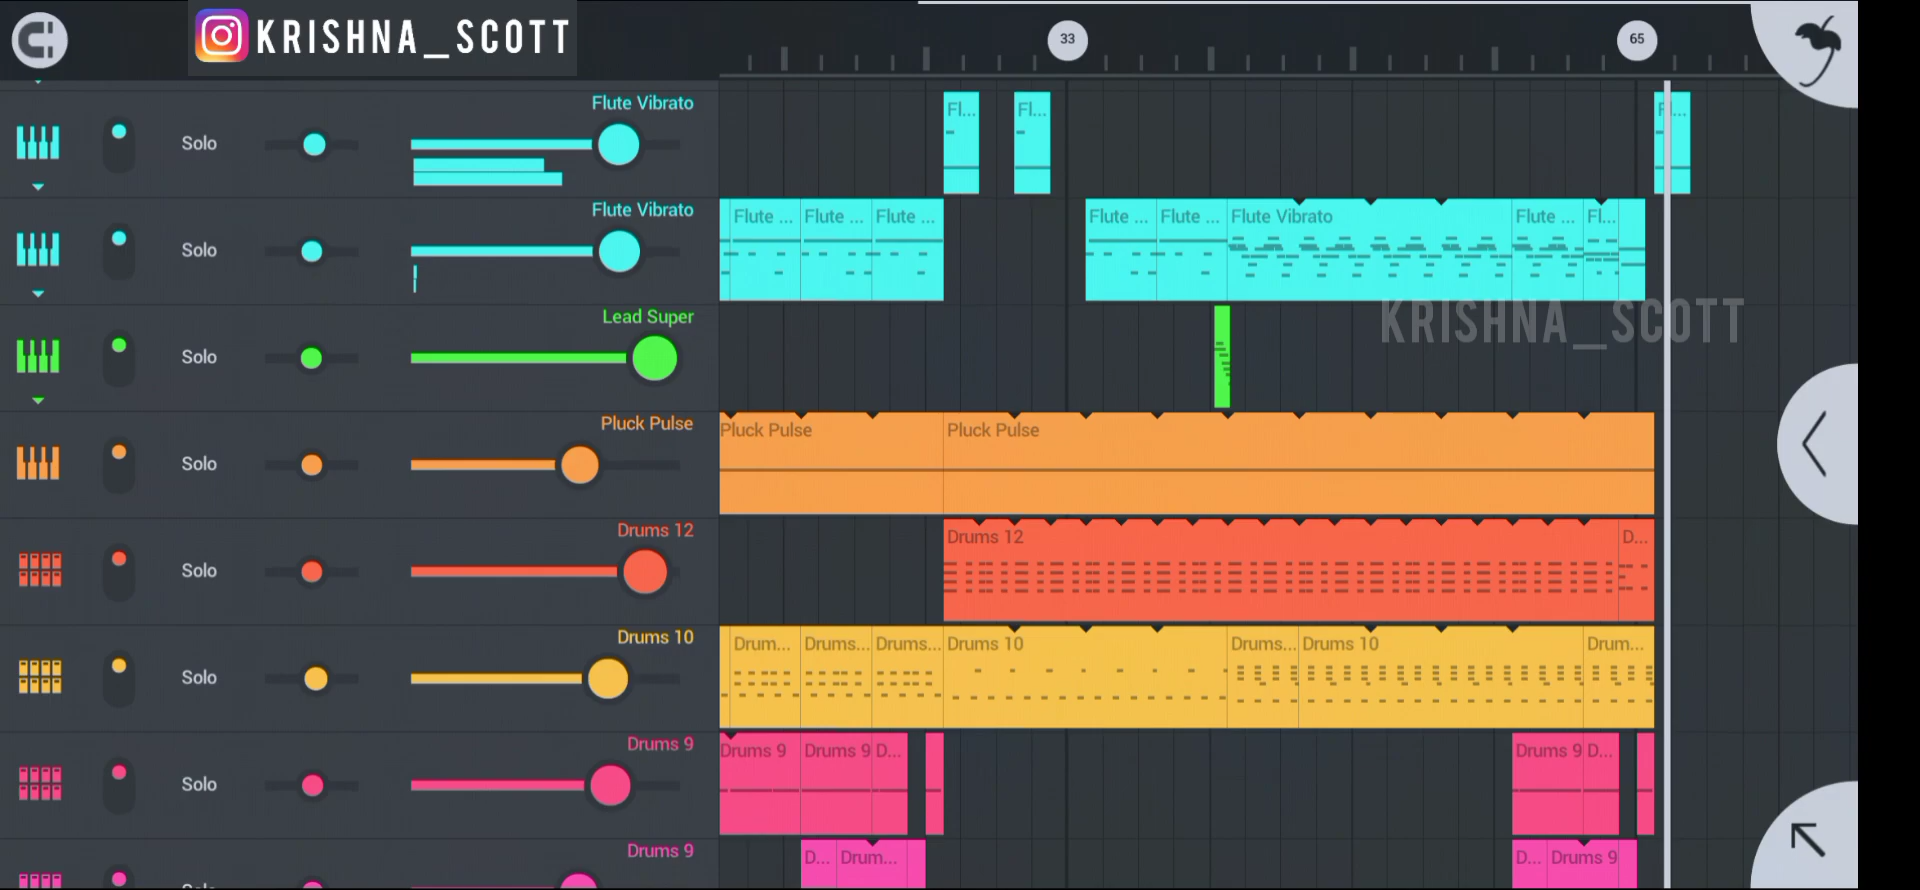 KRISHNA_SCOTT
33
65
Flute Vibrato
Solo
Fl...
Fl...
Fl...
Flute Vibrato
Solo
Flute ...
Flute ...
Flute ...
Flute ...
Flute ...
Flute Vibrato
Flute ...
Fl...
KRISHNA_SCOTT
Lead Super
Solo
Pluck Pulse
Solo
Pluck Pulse
Pluck Pulse
Drums 12
Solo
Drums 12
D...
Drums 10
Solo
Drum...
Drums...
Drums...
Drums 10
Drums...
Drums 10
Drum...
Drums 9
Solo
Drums 9
Drums 9
D...
Drums 9
D...
Drums 9
Solo
D...
Drum...
D...
Drums 9